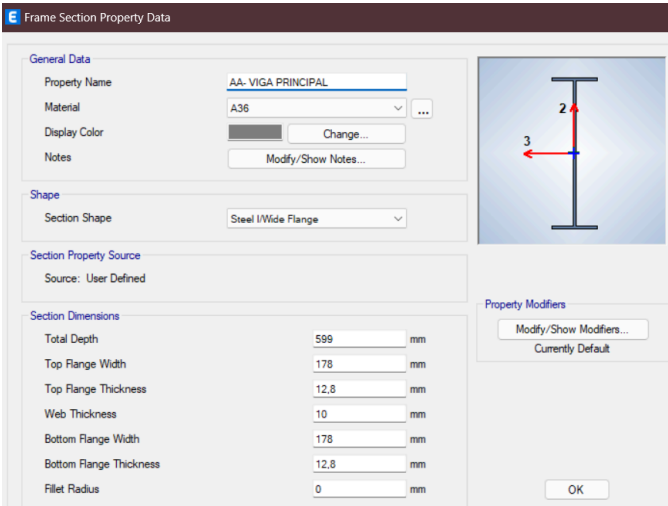 E Frame Section Property Data
General Data
Property Name AA- VIGA PRINCIPAL
Material A36 ...
Display Color Change...
Notes Modify/Show Notes...
2
3
Shape
Section Shape Steel I/Wide Flange
Section Property Source
Source: User Defined
Property Modifiers
Modify/Show Modifiers...
Currently Default
Section Dimensions
Total Depth 599 mm
Top Flange Width 178 mm
Top Flange Thickness 12,8 mm
Web Thickness 10 mm
Bottom Flange Width 178 mm
Bottom Flange Thickness 12,8 mm
Fillet Radius 0 mm
OK